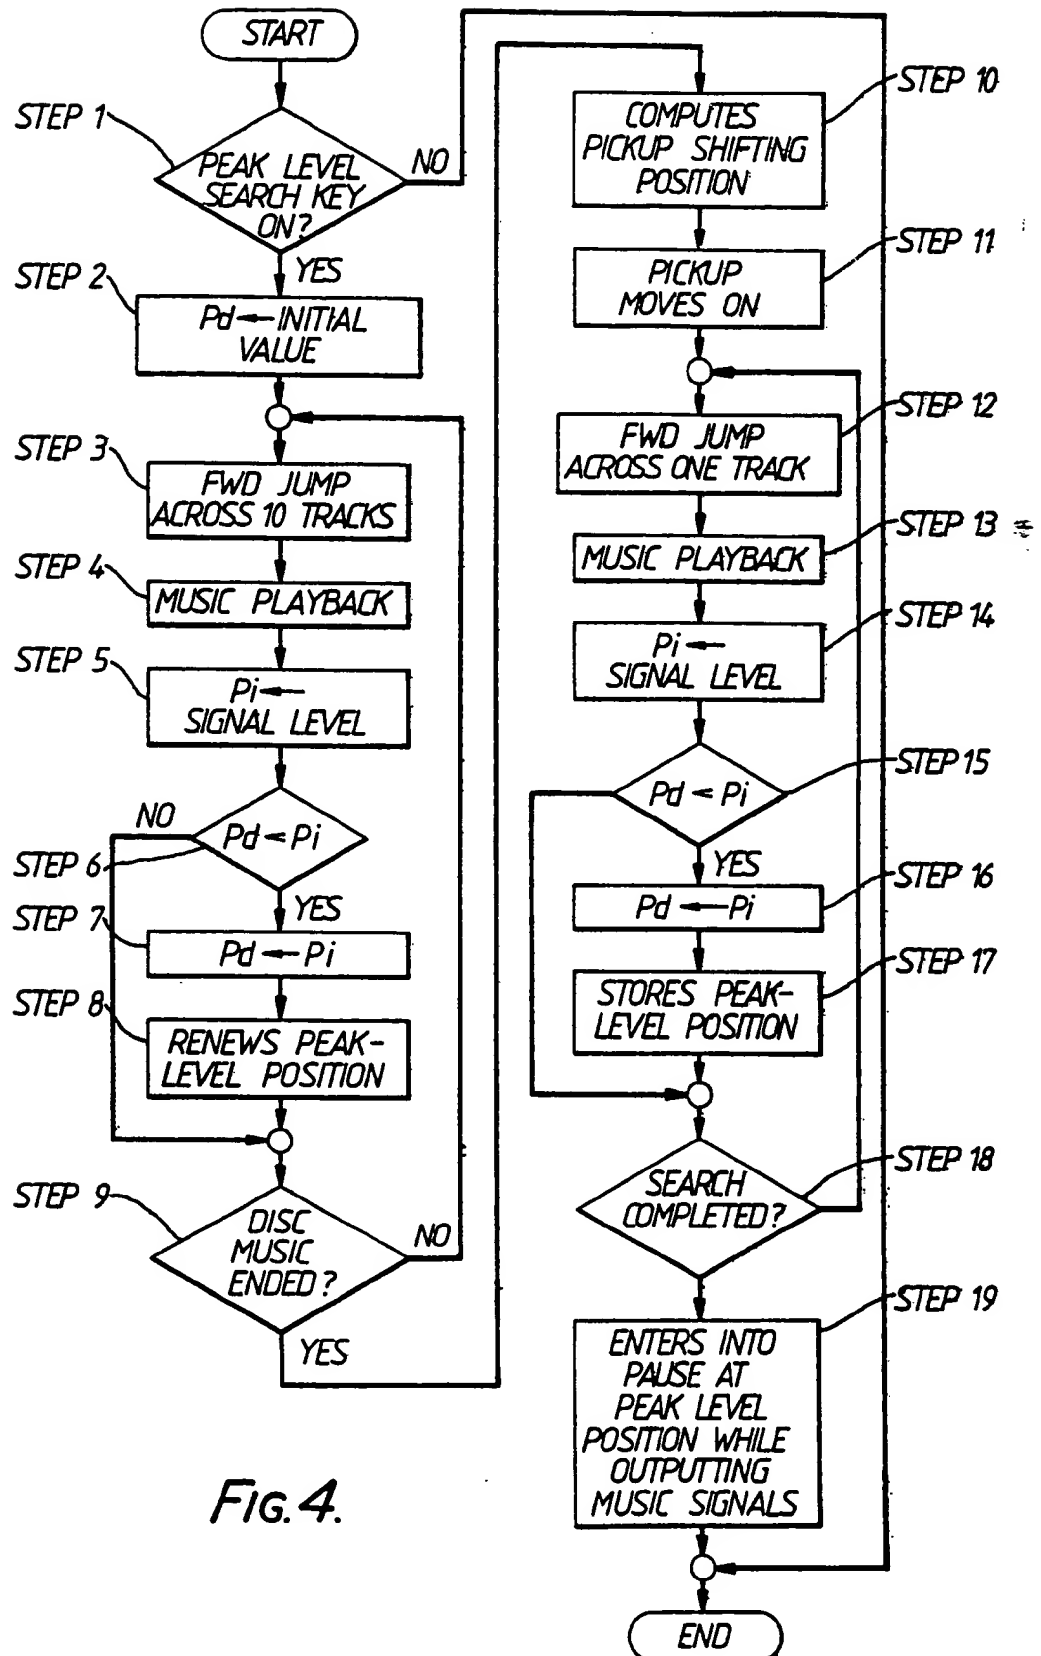 START
STEP 1
PEAK LEVEL
SEARCH KEY
ON?
NO
YES
STEP 2
Pd ← INITIAL
VALUE
STEP 3
FWD JUMP
ACROSS 10 TRACKS
STEP 4
MUSIC PLAYBACK
STEP 5
Pi ←
SIGNAL LEVEL
NO
Pd < Pi
STEP 6
YES
STEP 7
Pd ← Pi
STEP 8
RENEWS PEAK-
LEVEL POSITION
STEP 9
DISC
MUSIC
ENDED?
NO
YES
STEP 10
COMPUTES
PICKUP SHIFTING
POSITION
STEP 11
PICKUP
MOVES ON
STEP 12
FWD JUMP
ACROSS ONE TRACK
STEP 13
MUSIC PLAYBACK
STEP 14
Pi ←
SIGNAL LEVEL
STEP 15
Pd < Pi
YES
STEP 16
Pd ← Pi
STEP 17
STORES PEAK-
LEVEL POSITION
STEP 18
SEARCH
COMPLETED?
STEP 19
ENTERS INTO
PAUSE AT
PEAK LEVEL
POSITION WHILE
OUTPUTTING
MUSIC SIGNALS
END
FIG. 4.